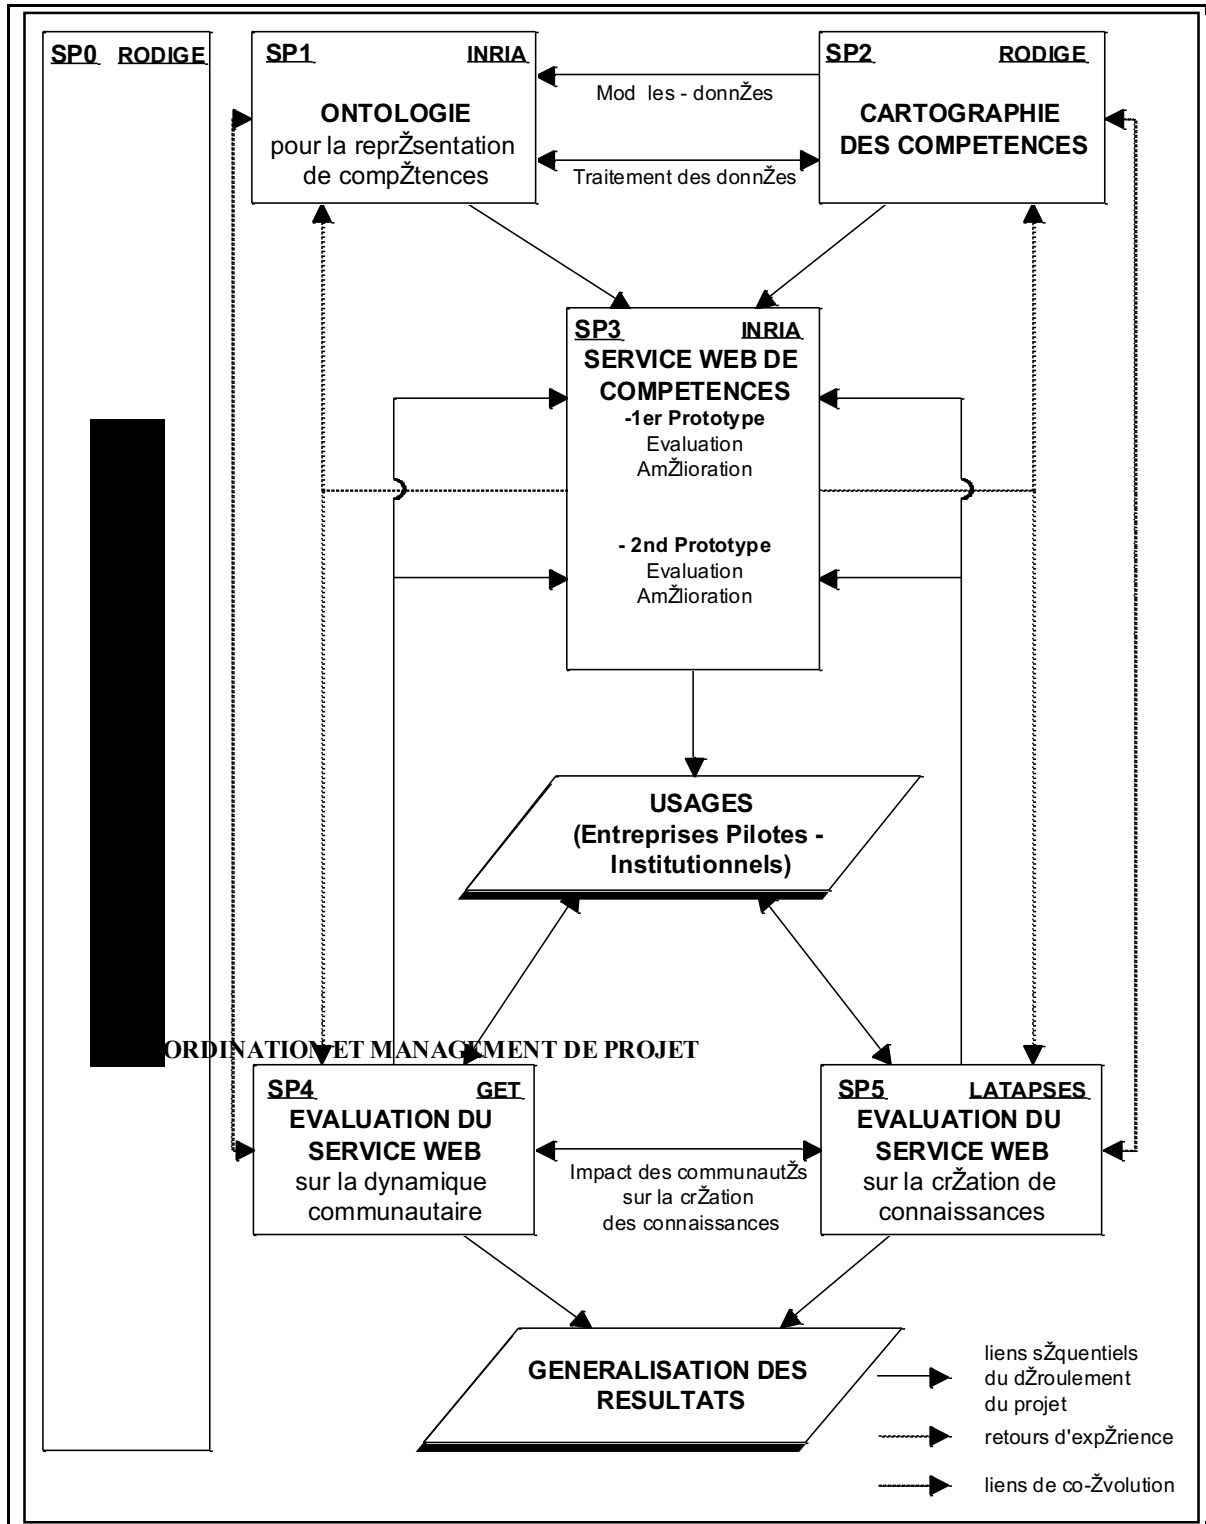 SP0 RODIGE
SP1 INRIA
ONTOLOGIE
pour la reprŽsentation
de compŽtences
Mod les - donnŽes
Traitement des donnŽes
SP2 RODIGE
CARTOGRAPHIE
DES COMPETENCES
SP3 INRIA
SERVICE WEB DE
COMPETENCES
-1er Prototype
Evaluation
AmŽlioration
- 2nd Prototype
Evaluation
AmŽlioration
USAGES
(Entreprises Pilotes -
Institutionnels)
ORDINATION ET MANAGEMENT DE PROJET
SP4 GET
EVALUATION DU
SERVICE WEB
sur la dynamique
communautaire
Impact des communautŽs
sur la crŽation
des connaissances
SP5 LATAPSES
EVALUATION DU
SERVICE WEB
sur la crŽation de
connaissances
GENERALISATION DES
RESULTATS
liens sŽquentiels
du dŽroulement
du projet
retours d'expŽrience
liens de co-Žvolution